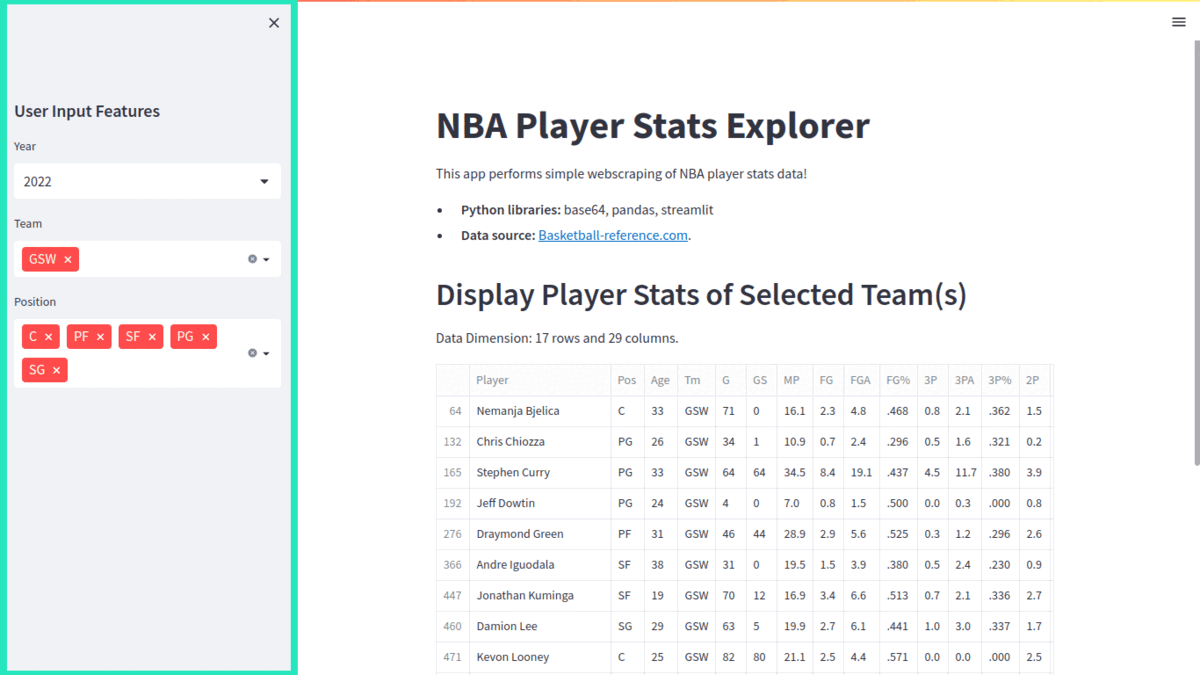 User Input Features
Year
2022
Team
GSW ×
Position
C × PF × SF × PG ×
SG ×
NBA Player Stats Explorer
This app performs simple webscraping of NBA player stats data!
• Python libraries: base64, pandas, streamlit
• Data source: Basketball-reference.com.
Display Player Stats of Selected Team(s)
Data Dimension: 17 rows and 29 columns.
Player Pos Age Tm G GS MP FG FGA FG% 3P 3PA 3P% 2P
64 Nemanja Bjelica C 33 GSW 71 0 16.1 2.3 4.8 .468 0.8 2.1 .362 1.5
132 Chris Chiozza PG 26 GSW 34 1 10.9 0.7 2.4 .296 0.5 1.6 .321 0.2
165 Stephen Curry PG 33 GSW 64 64 34.5 8.4 19.1 .437 4.5 11.7 .380 3.9
192 Jeff Dowtin PG 24 GSW 4 0 7.0 0.8 1.5 .500 0.0 0.3 .000 0.8
276 Draymond Green PF 31 GSW 46 44 28.9 2.9 5.6 .525 0.3 1.2 .296 2.6
366 Andre Iguodala SF 38 GSW 31 0 19.5 1.5 3.9 .380 0.5 2.4 .230 0.9
447 Jonathan Kuminga SF 19 GSW 70 12 16.9 3.4 6.6 .513 0.7 2.1 .336 2.7
460 Damion Lee SG 29 GSW 63 5 19.9 2.7 6.1 .441 1.0 3.0 .337 1.7
471 Kevon Looney C 25 GSW 82 80 21.1 2.5 4.4 .571 0.0 0.0 .000 2.5